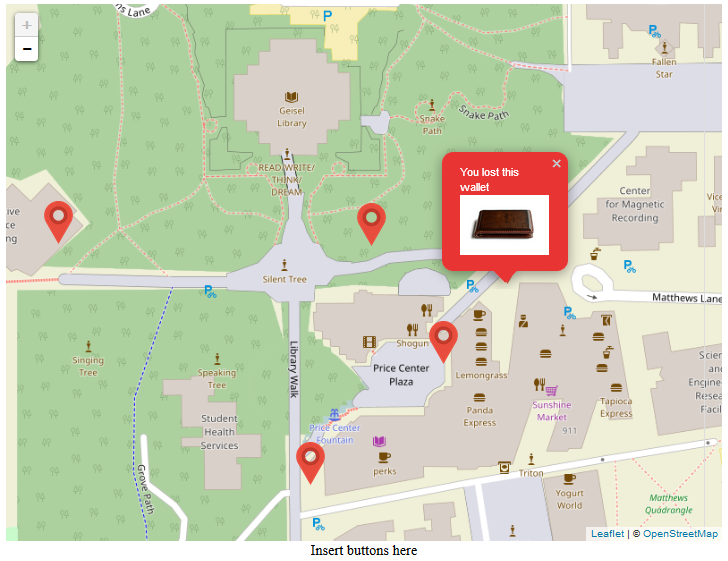 ns Lane
+
−
P
Fallen
Star
Geisel
Library
Snake
Path
Snake Path
READ/WRITE/
THINK/
DREAM
You lost this
wallet
×
Center
for Magnetic
Recording
Vice
Vir
ive
ce
ng
Silent Tree
Matthews Lane
Library Walk
Shogun
Price Center
Plaza
Lemongrass
Singing
Tree
Speaking
Tree
Student
Health
Services
Price Center
Fountain
Panda
Express
Sunshine
Market
Tapioca
Express
911
Scien
and
Engine
Resea
Facil
perks
Triton
Yogurt
World
Grove Path
Matthews
Quadrangle
Leaflet | © OpenStreetMap
Insert buttons here